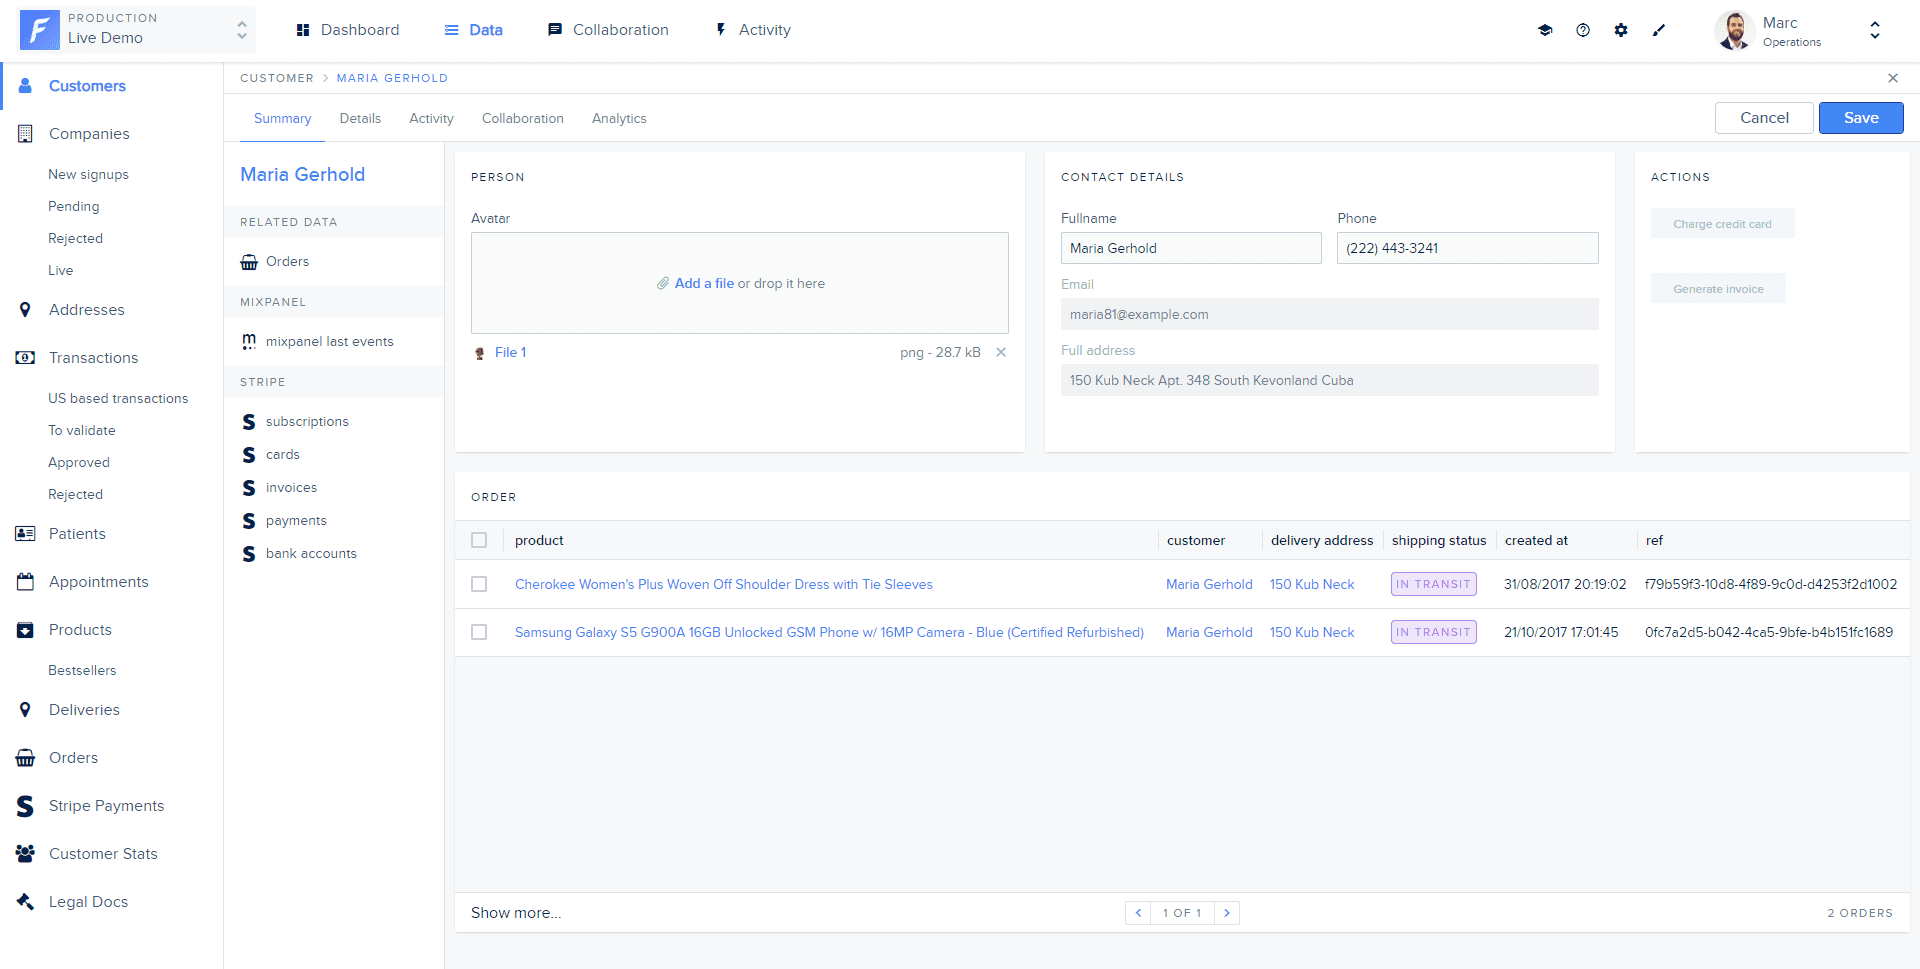 PRODUCTION
Live Demo
Dashboard
Data
Collaboration
Activity
Marc
Operations
Customers
Companies
New signups
Pending
Rejected
Live
Addresses
Transactions
US based transactions
To validate
Approved
Rejected
Patients
Appointments
Products
Bestsellers
Deliveries
Orders
Stripe Payments
Customer Stats
Legal Docs
CUSTOMER > MARIA GERHOLD
Summary
Details
Activity
Collaboration
Analytics
Cancel
Save
Maria Gerhold
RELATED DATA
Orders
MIXPANEL
mixpanel last events
STRIPE
subscriptions
cards
invoices
payments
bank accounts
PERSON
Avatar
Add a file or drop it here
File 1
png - 28.7 kB
CONTACT DETAILS
Fullname
Maria Gerhold
Phone
(222) 443-3241
Email
maria81@example.com
Full address
150 Kub Neck Apt. 348 South Kevonland Cuba
ACTIONS
Charge credit card
Generate invoice
ORDER
product customer delivery address shipping status created at ref
Cherokee Women's Plus Woven Off Shoulder Dress with Tie Sleeves Maria Gerhold 150 Kub Neck IN TRANSIT 31/08/2017 20:19:02 f79b59f3-10d8-4f89-9c0d-d4253f2d1002
Samsung Galaxy S5 G900A 16GB Unlocked GSM Phone w/ 16MP Camera - Blue (Certified Refurbished) Maria Gerhold 150 Kub Neck IN TRANSIT 21/10/2017 17:01:45 0fc7a2d5-b042-4ca5-9bfe-b4b151fc1689
Show more...
1 OF 1
2 ORDERS